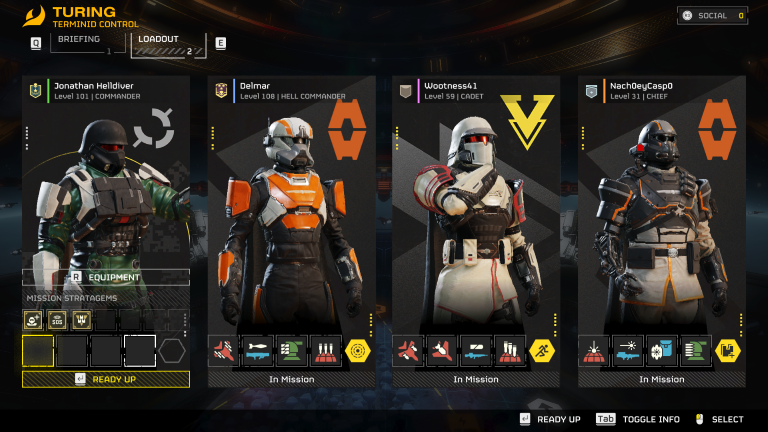 TURING
TERMINID CONTROL
SOCIAL 0
Q BRIEFING 1 LOADOUT 2 E
Jonathan Helldiver
Level 101 | COMMANDER
Delmar
Level 108 | HELL COMMANDER
Wootness41
Level 59 | CADET
Nach0eyCasp0
Level 31 | CHIEF
R EQUIPMENT
MISSION STRATAGEMS
SOS
READY UP
In Mission
In Mission
In Mission
READY UP Tab TOGGLE INFO SELECT